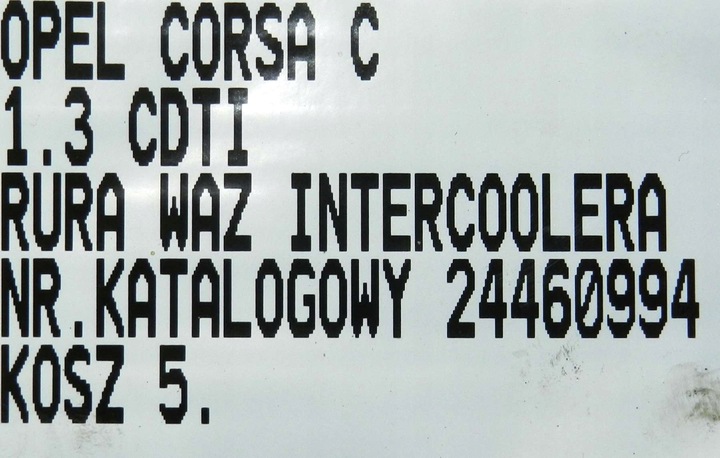 OPEL CORSA C
1.3 CDTI
RURA WAZ INTERCOOLERA
NR.KATALOGOWY 24460994
KOSZ 5.